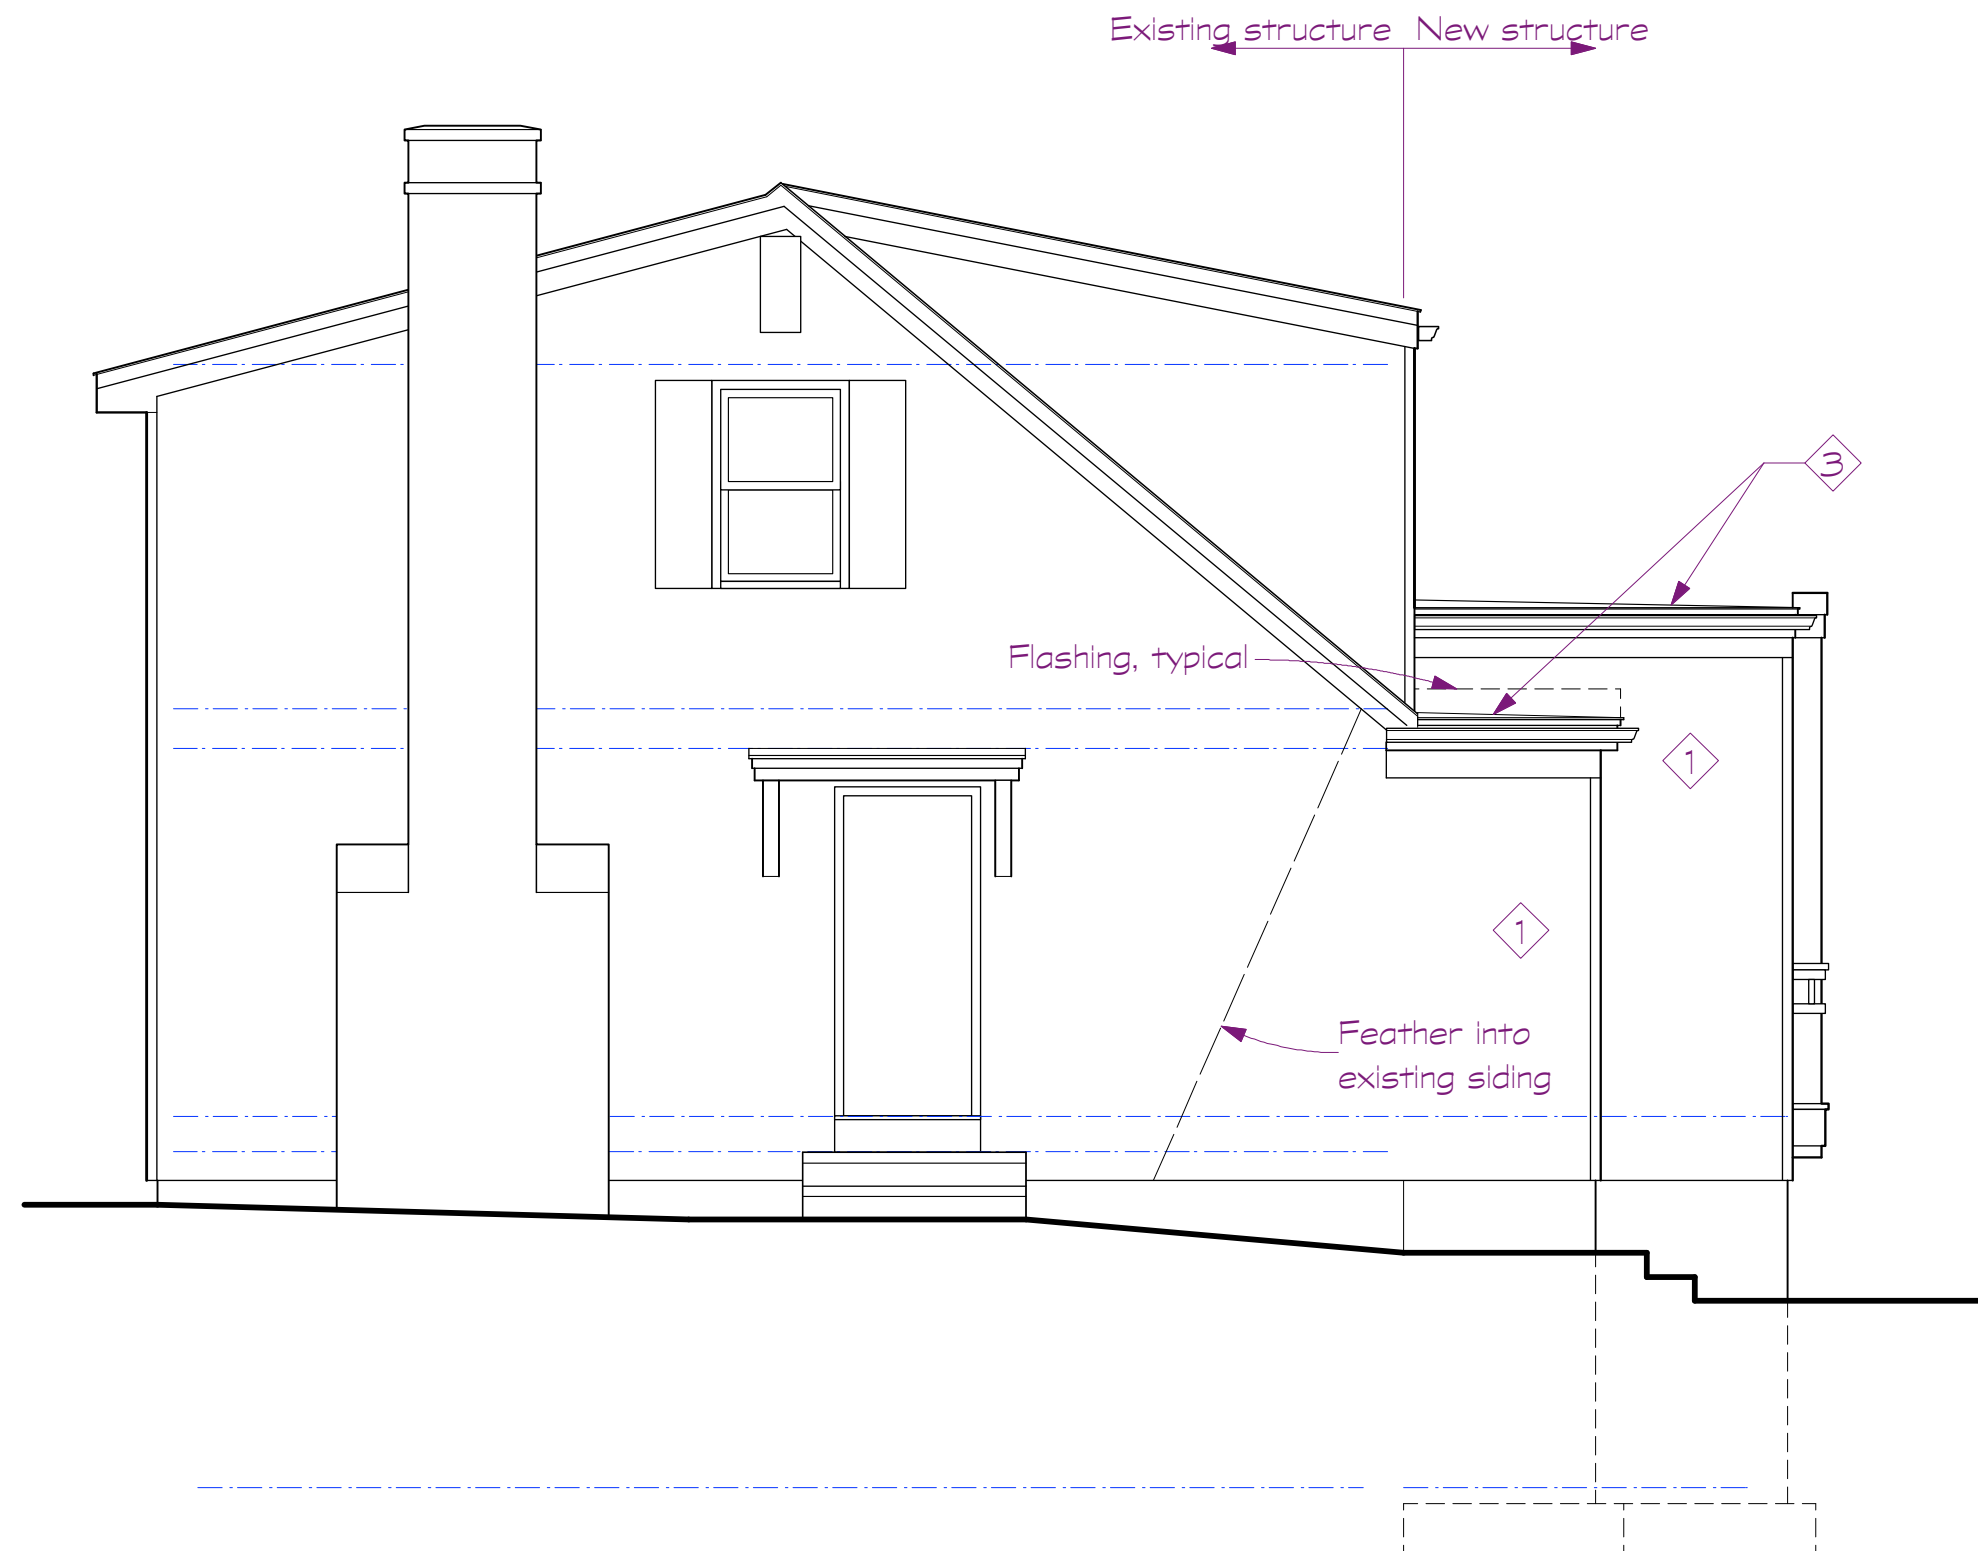 Existing structure New structure
3
Flashing, typical
1
1
Feather into
existing siding